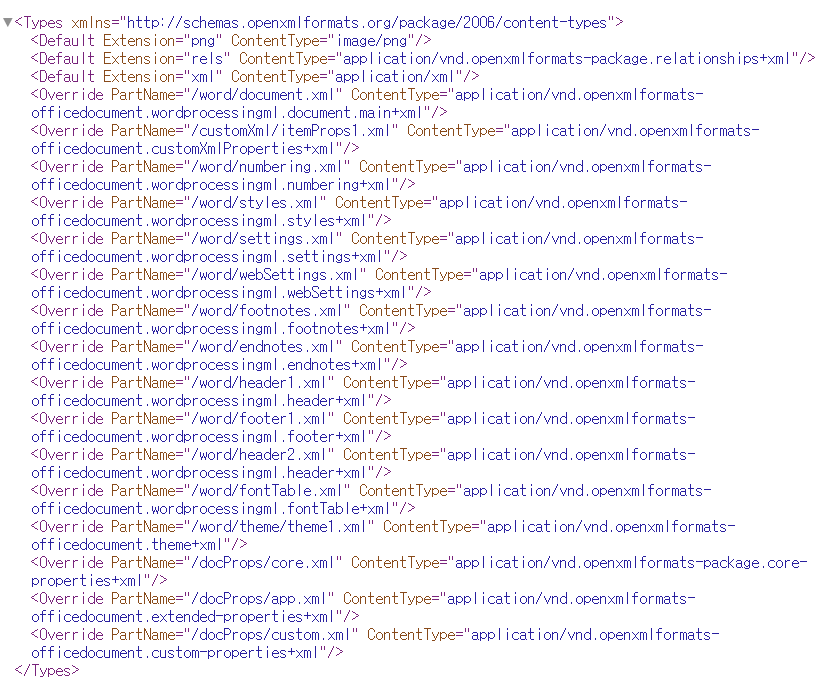 ▼<Types xmlns="http://schemas.openxmlformats.org/package/2006/content-types">
<Default Extension="png" ContentType="image/png"/>
<Default Extension="rels" ContentType="application/vnd.openxmlformats-package.relationships+xml"/>
<Default Extension="xml" ContentType="application/xml"/>
<Override PartName="/word/document.xml" ContentType="application/vnd.openxmlformats-
officedocument.wordprocessingml.document.main+xml"/>
<Override PartName="/customXml/itemProps1.xml" ContentType="application/vnd.openxmlformats-
officedocument.customXmlProperties+xml"/>
<Override PartName="/word/numbering.xml" ContentType="application/vnd.openxmlformats-
officedocument.wordprocessingml.numbering+xml"/>
<Override PartName="/word/styles.xml" ContentType="application/vnd.openxmlformats-
officedocument.wordprocessingml.styles+xml"/>
<Override PartName="/word/settings.xml" ContentType="application/vnd.openxmlformats-
officedocument.wordprocessingml.settings+xml"/>
<Override PartName="/word/webSettings.xml" ContentType="application/vnd.openxmlformats-
officedocument.wordprocessingml.webSettings+xml"/>
<Override PartName="/word/footnotes.xml" ContentType="application/vnd.openxmlformats-
officedocument.wordprocessingml.footnotes+xml"/>
<Override PartName="/word/endnotes.xml" ContentType="application/vnd.openxmlformats-
officedocument.wordprocessingml.endnotes+xml"/>
<Override PartName="/word/header1.xml" ContentType="application/vnd.openxmlformats-
officedocument.wordprocessingml.header+xml"/>
<Override PartName="/word/footer1.xml" ContentType="application/vnd.openxmlformats-
officedocument.wordprocessingml.footer+xml"/>
<Override PartName="/word/header2.xml" ContentType="application/vnd.openxmlformats-
officedocument.wordprocessingml.header+xml"/>
<Override PartName="/word/fontTable.xml" ContentType="application/vnd.openxmlformats-
officedocument.wordprocessingml.fontTable+xml"/>
<Override PartName="/word/theme/theme1.xml" ContentType="application/vnd.openxmlformats-
officedocument.theme+xml"/>
<Override PartName="/docProps/core.xml" ContentType="application/vnd.openxmlformats-package.core-
properties+xml"/>
<Override PartName="/docProps/app.xml" ContentType="application/vnd.openxmlformats-
officedocument.extended-properties+xml"/>
<Override PartName="/docProps/custom.xml" ContentType="application/vnd.openxmlformats-
officedocument.custom-properties+xml"/>
</Types>